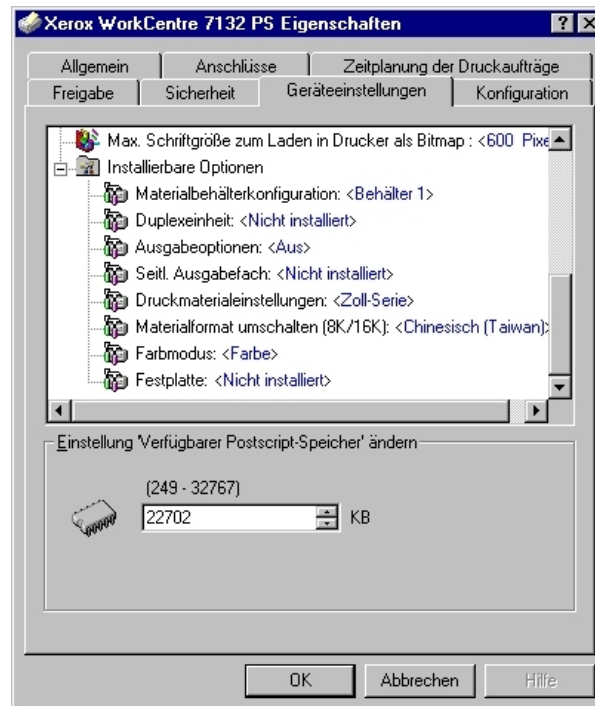 Xerox WorkCentre 7132 PS Eigenschaften
Allgemein Anschlüsse Zeitplanung der Druckaufträge
Freigabe Sicherheit Geräteeinstellungen Konfiguration
Max. Schriftgröße zum Laden in Drucker als Bitmap : <600 Pixe
Installierbare Optionen
Materialbehälterkonfiguration: <Behälter 1>
Duplexeinheit: <Nicht installiert>
Ausgabeoptionen: <Aus>
Seitl. Ausgabefach: <Nicht installiert>
Druckmaterialeinstellungen: <Zoll-Serie>
Materialformat umschalten (8K/16K): <Chinesisch (Taiwan)>
Farbmodus: <Farbe>
Festplatte: <Nicht installiert>
Einstellung 'Verfügbarer Postscript-Speicher' ändern
(249 - 32767)
22702 KB
OK Abbrechen Hilfe